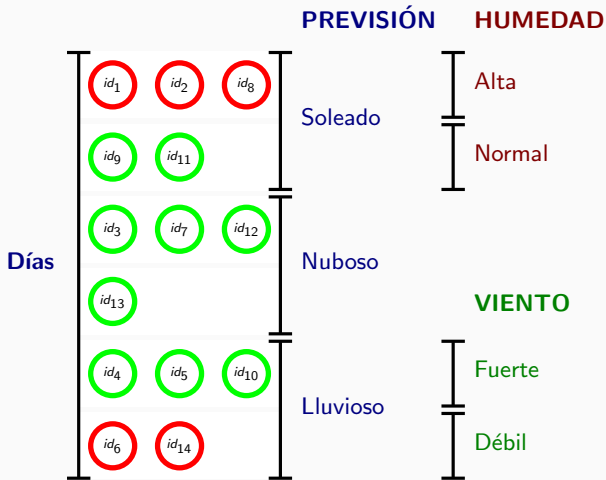 PREVISIÓN HUMEDAD
id1 id2 id8 Alta
Soleado
id9 id11 Normal
id3 id7 id12
Días Nuboso
id13 VIENTO
id4 id5 id10 Fuerte
Lluvioso
id6 id14 Débil